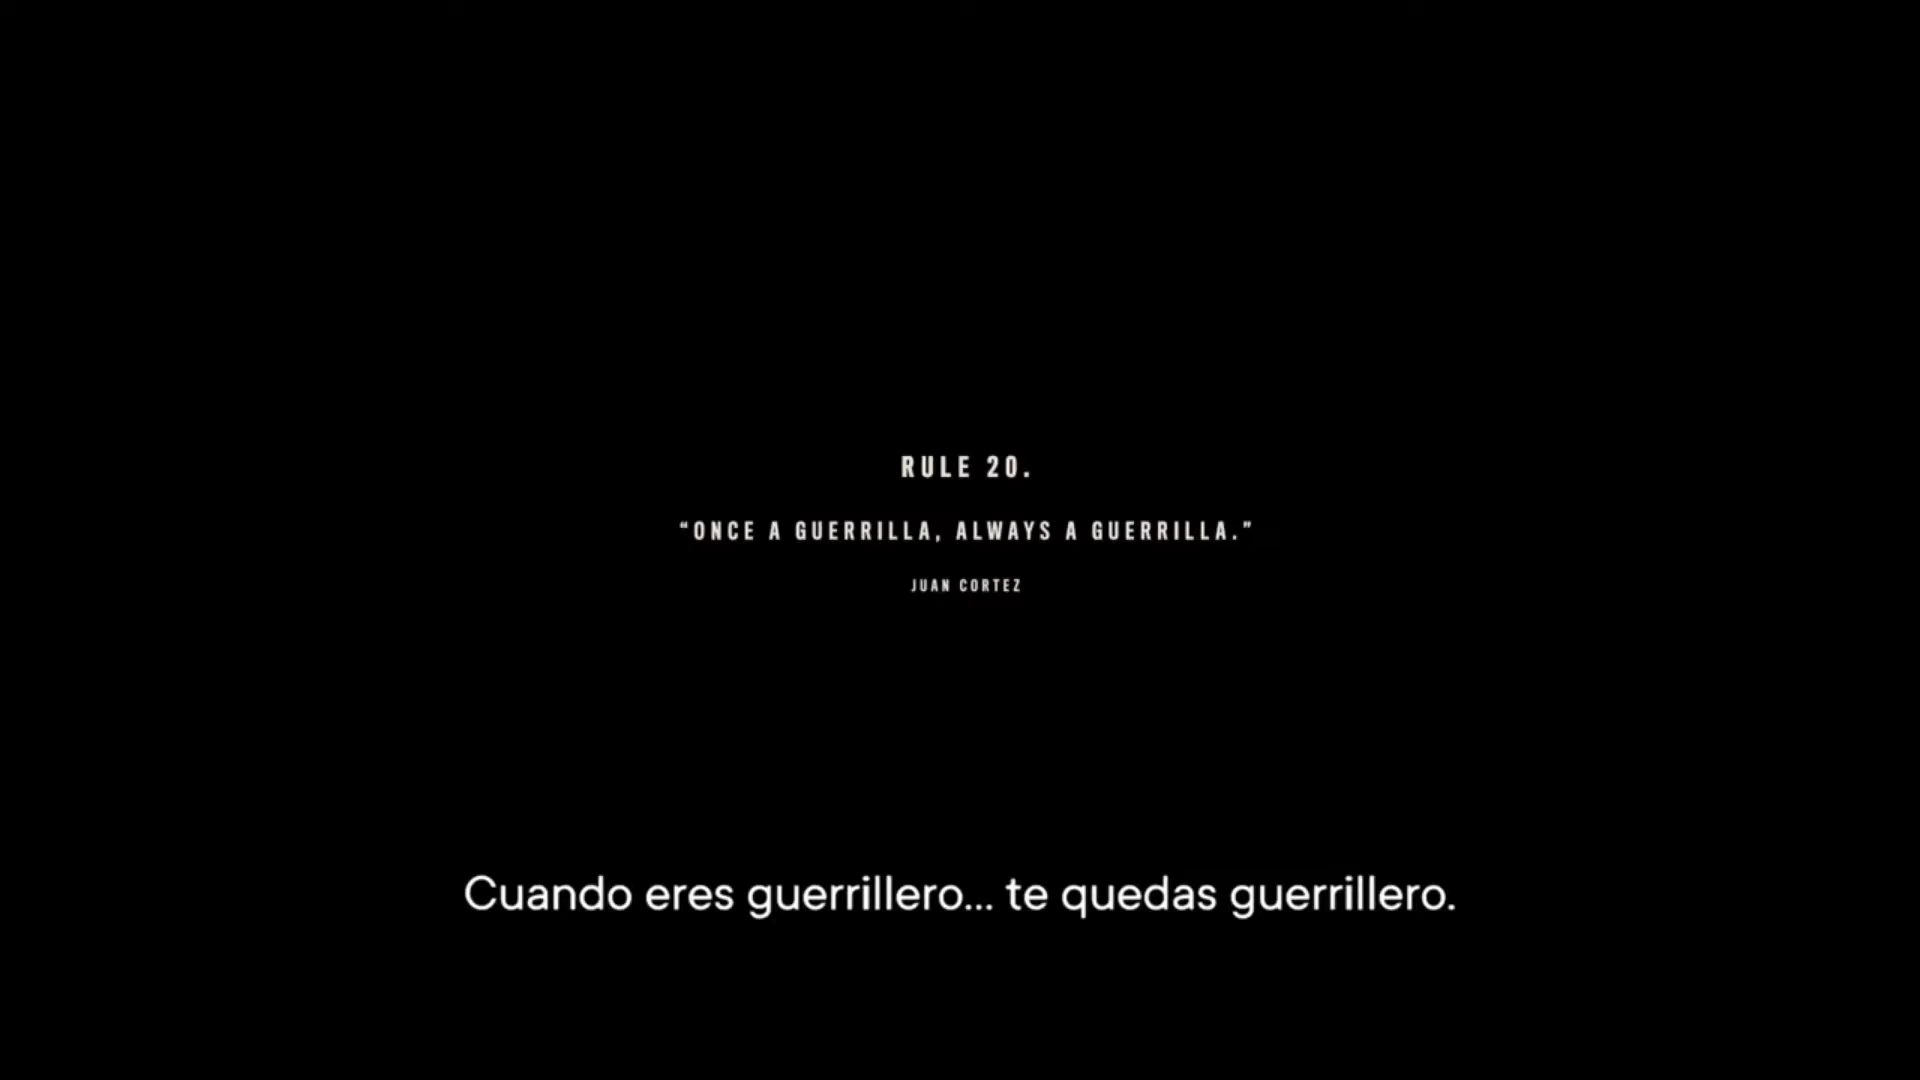 RULE 20.
“ONCE A GUERRILLA, ALWAYS A GUERRILLA.”
JUAN CORTEZ
Cuando eres guerrillero... te quedas guerrillero.